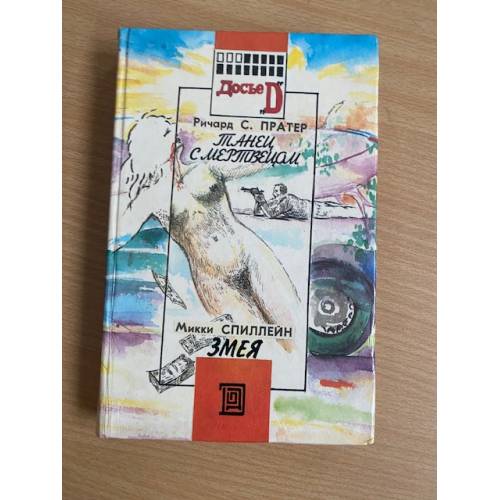 Досье „D“
Ричард С. ПРАТЕР
ТАНЕЦ
С МЕРТВЕЦОМ
Микки СПИЛЛЕЙН
ЗМЕЯ